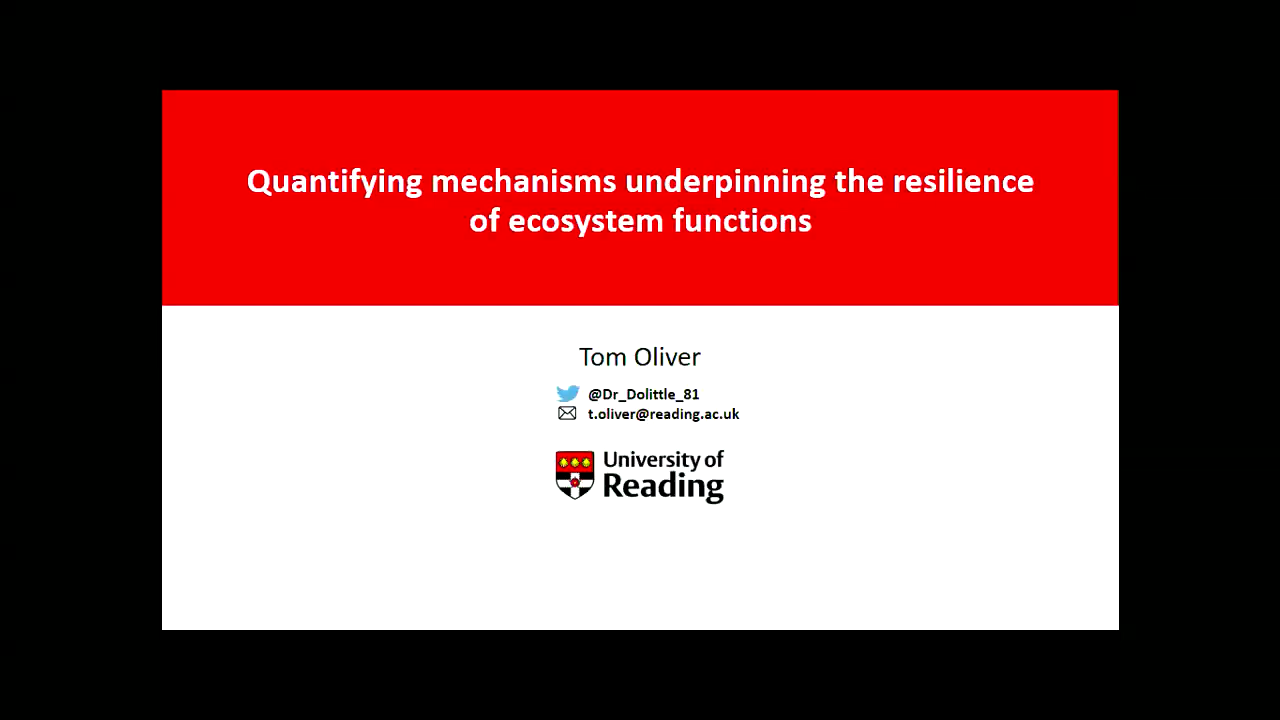 Quantifying mechanisms underpinning the resilience
of ecosystem functions
Tom Oliver
@Dr_Dolittle_81
t.oliver@reading.ac.uk
University of
Reading